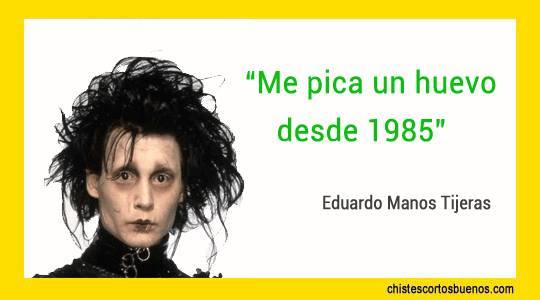 “Me pica un huevo
desde 1985”
Eduardo Manos Tijeras
chistescortosbuenos.com